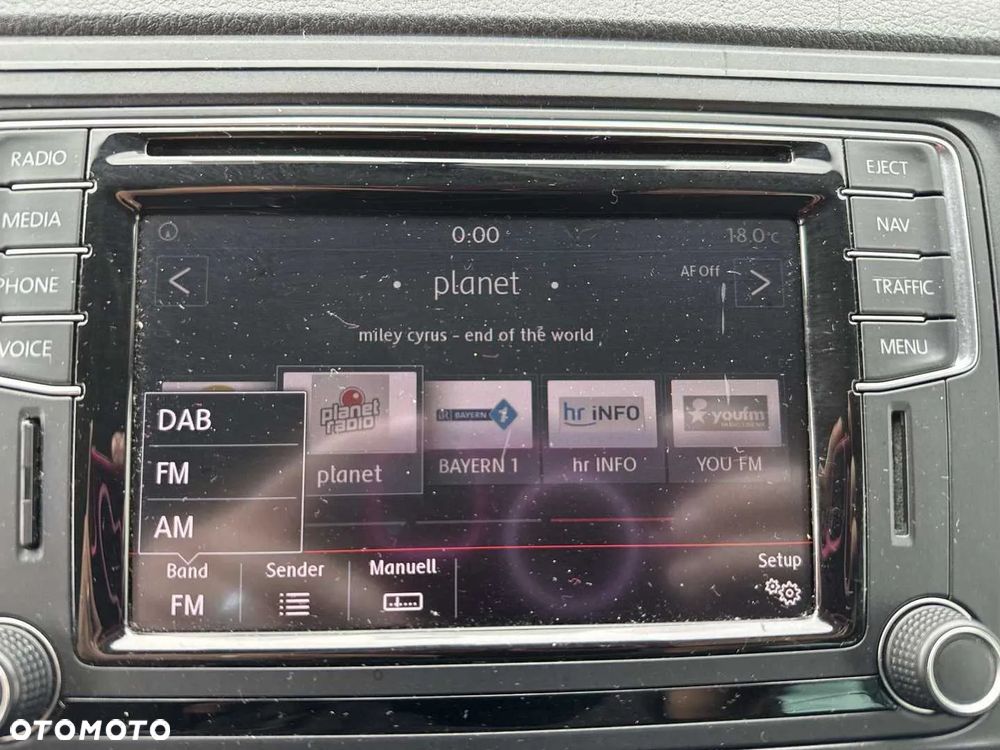 RADIO
MEDIA
PHONE
VOICE
EJECT
NAV
TRAFFIC
MENU
0:00
18.0°C
< • planet • >
AF Off
miley cyrus - end of the world
planet
radio
BAYERN 1
hr iNFO
youfm
planet
BAYERN 1
hr INFO
YOU FM
DAB
FM
AM
Band
FM
Sender
Manuell
Setup
OTOMOTO